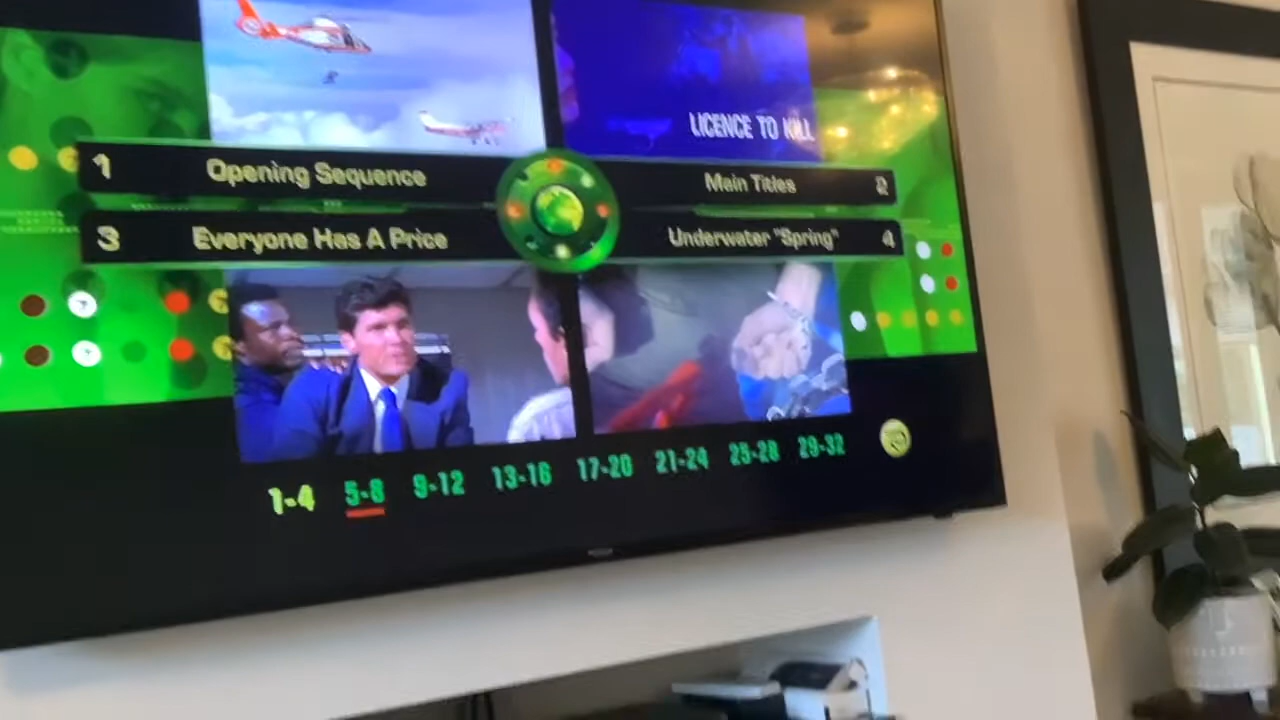 LICENCE TO KILL
1 Opening Sequence
Main Titles 2
3 Everyone Has A Price
Underwater "Spring" 4
1-4 5-8 9-12 13-16 17-20 21-24 25-28 29-32